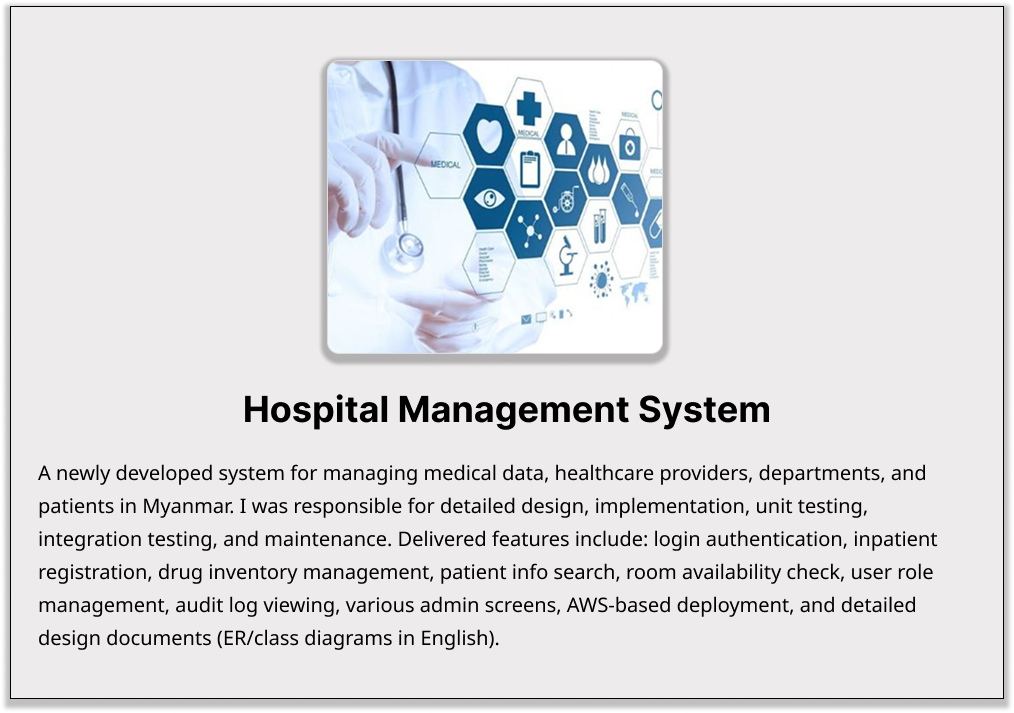 MEDICAL
MEDICAL
MEDICAL
Hospital Management System
A newly developed system for managing medical data, healthcare providers, departments, and
patients in Myanmar. I was responsible for detailed design, implementation, unit testing,
integration testing, and maintenance. Delivered features include: login authentication, inpatient
registration, drug inventory management, patient info search, room availability check, user role
management, audit log viewing, various admin screens, AWS-based deployment, and detailed
design documents (ER/class diagrams in English).